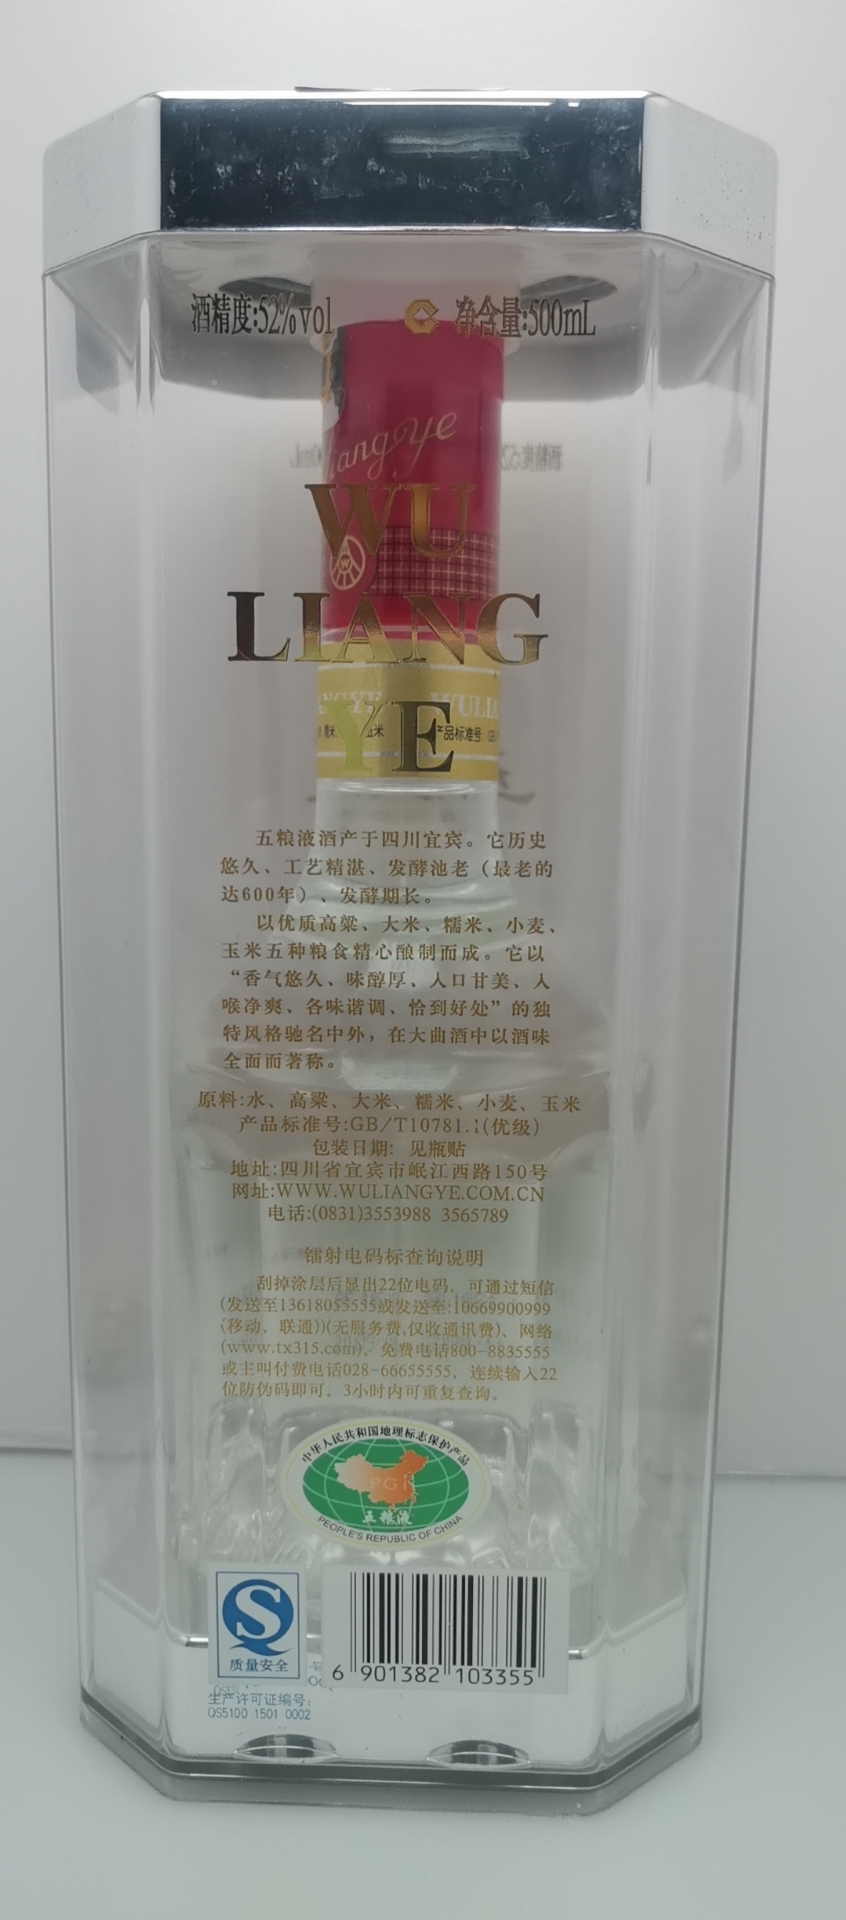 酒精度:52%vol 净含量:500mL
iangye
WU
LIANG
YE
WULIA
玉米 产品标准号:
五粮液酒产于四川宜宾。它历史
悠久、工艺精湛、发酵池老（最老的
达600年）、发酵期长。
以优质高粱、大米、糯米、小麦、
玉米五种粮食精心酿制而成。它以
“香气悠久、味醇厚、入口甘美、入
喉净爽、各味谐调、恰到好处”的独
特风格驰名中外，在大曲酒中以酒味
全面而著称。
原料:水、高粱、大米、糯米、小麦、玉米
产品标准号:GB/T10781.1(优级)
包装日期: 见瓶贴
地址:四川省宜宾市岷江西路150号
网址:WWW.WULIANGYE.COM.CN
电话:(0831)3553988 3565789
镭射电码标查询说明
刮掉涂层后显出22位电码，可通过短信
(发送至13618055555或发送至:10669900999
(移动、联通))(无服务费,仅收通讯费)、网络
(www.tx315.com)、免费电话800-8835555
或主叫付费电话028-66655555，连续输入22
位防伪码即可。3小时内可重复查询。
中华人民共和国地理标志保护产品
PGI
五粮液
PEOPLE'S REPUBLIC OF CHINA
质量安全
6 901382 103355
生产许可证编号:
QS5100 1501 0002